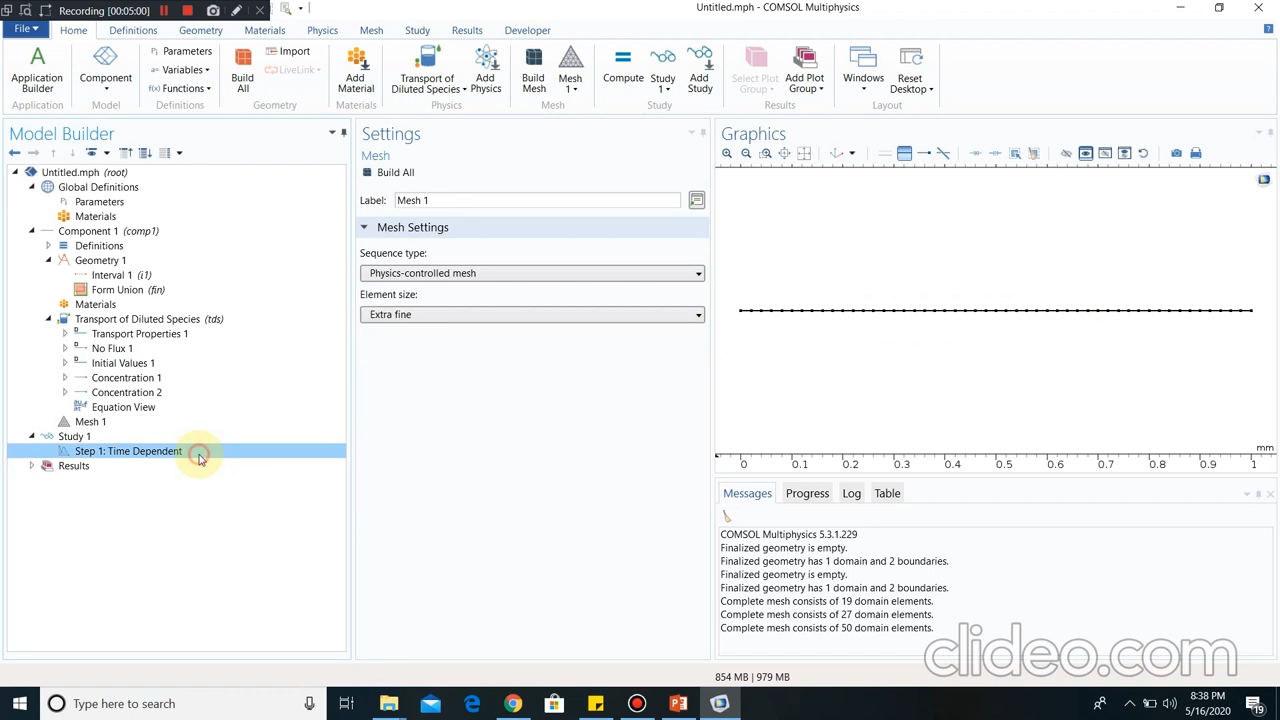 Recording [00:05:00]
Untitled.mph - COMSOL Multiphysics
File Home Definitions Geometry Materials Physics Mesh Study Results Developer
Application Builder
Component
Parameters
Variables
Functions
Build All
Import
LiveLink
Add Material
Transport of Diluted Species
Add Physics
Build Mesh
Mesh 1
Compute
Study 1
Add Study
Select Plot Group
Add Plot Group
Windows
Reset Desktop
Application Model Definitions Geometry Materials Physics Mesh Study Results Layout
Model Builder
Untitled.mph (root)
Global Definitions
Parameters
Materials
Component 1 (comp1)
Definitions
Geometry 1
Interval 1 (i1)
Form Union (fin)
Materials
Transport of Diluted Species (tds)
Transport Properties 1
No Flux 1
Initial Values 1
Concentration 1
Concentration 2
Equation View
Mesh 1
Study 1
Step 1: Time Dependent
Results
Settings
Mesh
Build All
Label: Mesh 1
Mesh Settings
Sequence type:
Physics-controlled mesh
Element size:
Extra fine
Graphics
mm
0 0.1 0.2 0.3 0.4 0.5 0.6 0.7 0.8 0.9 1
Messages Progress Log Table
COMSOL Multiphysics 5.3.1.229
Finalized geometry is empty.
Finalized geometry has 1 domain and 2 boundaries.
Finalized geometry is empty.
Finalized geometry has 1 domain and 2 boundaries.
Complete mesh consists of 19 domain elements.
Complete mesh consists of 27 domain elements.
Complete mesh consists of 50 domain elements.
clideo.com
854 MB | 979 MB
Type here to search
8:38 PM
5/16/2020
19